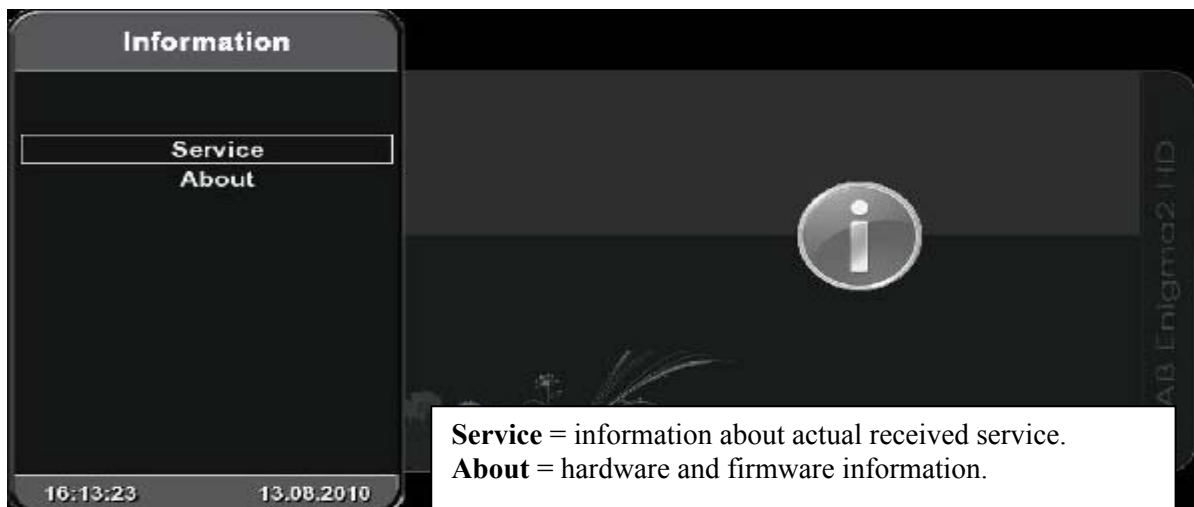 Information
Service
About
AB Enigma2 HD
Service = information about actual received service.
About = hardware and firmware information.
16:13:23 13.08.2010